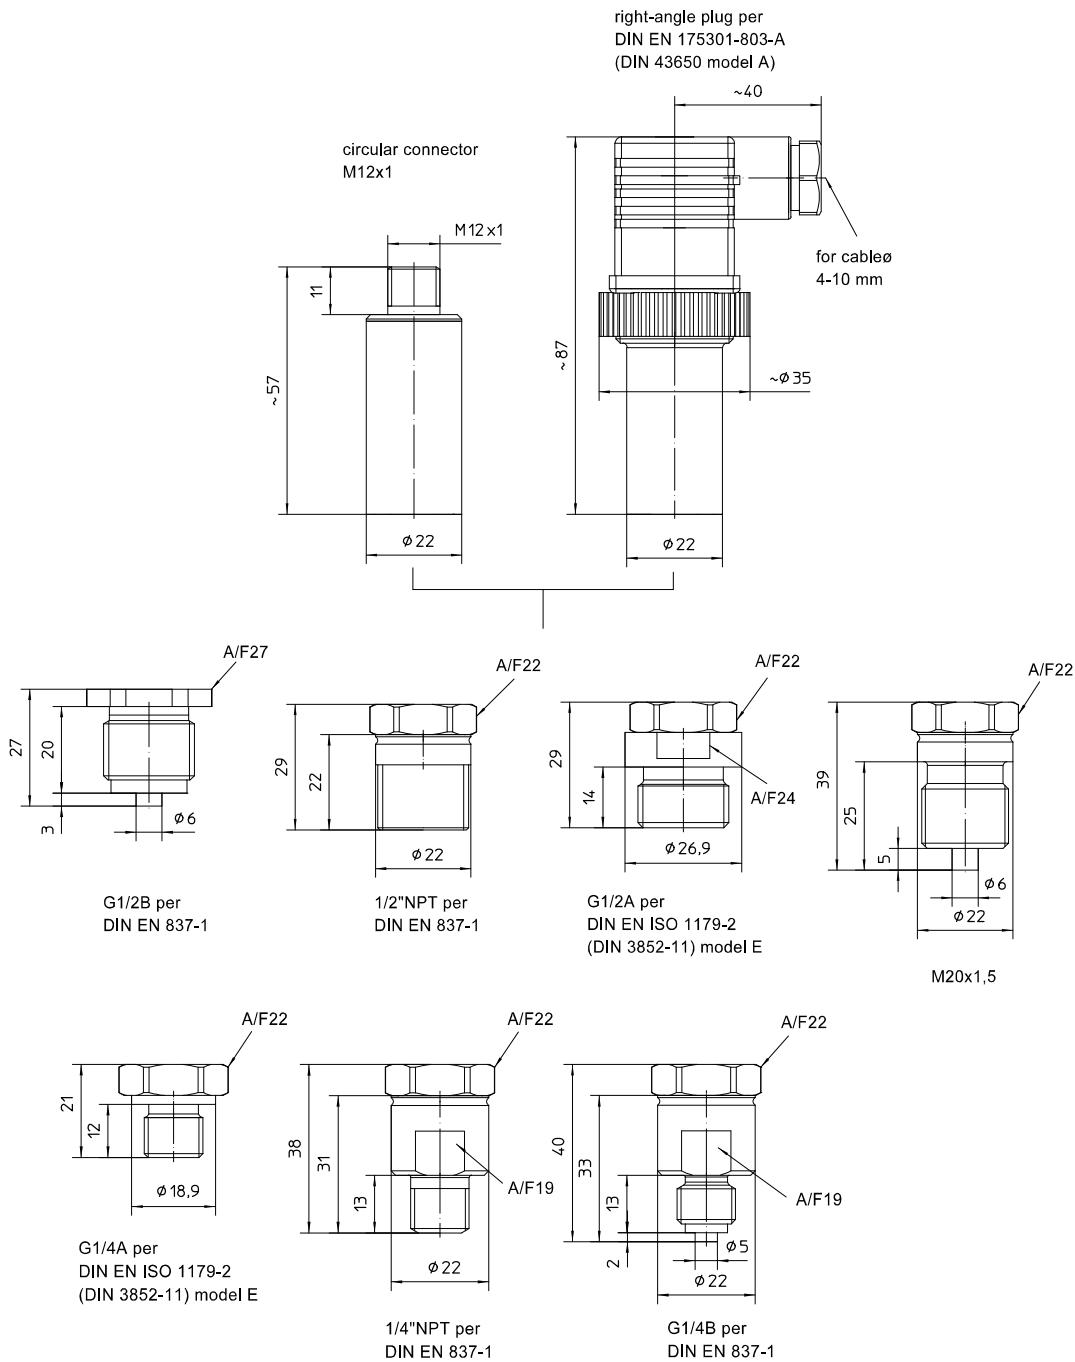 right-angle plug per
DIN EN 175301-803-A
(DIN 43650 model A)
~40
circular connector
M12x1
M12x1
for cableø
4-10 mm
11
~57
~87
~ø35
ø22
ø22
A/F27
27
20
3
ø6
G1/2B per
DIN EN 837-1
A/F22
29
22
ø22
1/2"NPT per
DIN EN 837-1
A/F22
29
14
A/F24
ø26,9
G1/2A per
DIN EN ISO 1179-2
(DIN 3852-11) model E
A/F22
39
25
5
ø6
ø22
M20x1,5
A/F22
21
12
ø18,9
G1/4A per
DIN EN ISO 1179-2
(DIN 3852-11) model E
A/F22
38
31
13
A/F19
ø22
1/4"NPT per
DIN EN 837-1
A/F22
40
33
13
2
A/F19
ø5
ø22
G1/4B per
DIN EN 837-1